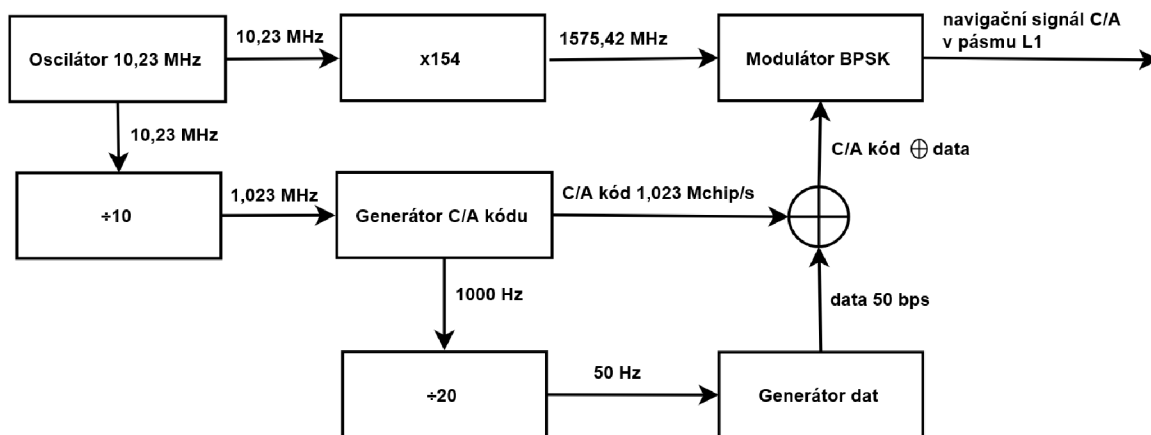 navigační signál C/A
v pásmu L1
10,23 MHz
1575,42 MHz
Oscilátor 10,23 MHz
x154
Modulátor BPSK
10,23 MHz
C/A kód ⊕ data
1,023 MHz
C/A kód 1,023 Mchip/s
÷10
Generátor C/A kódu
1000 Hz
data 50 bps
50 Hz
÷20
Generátor dat